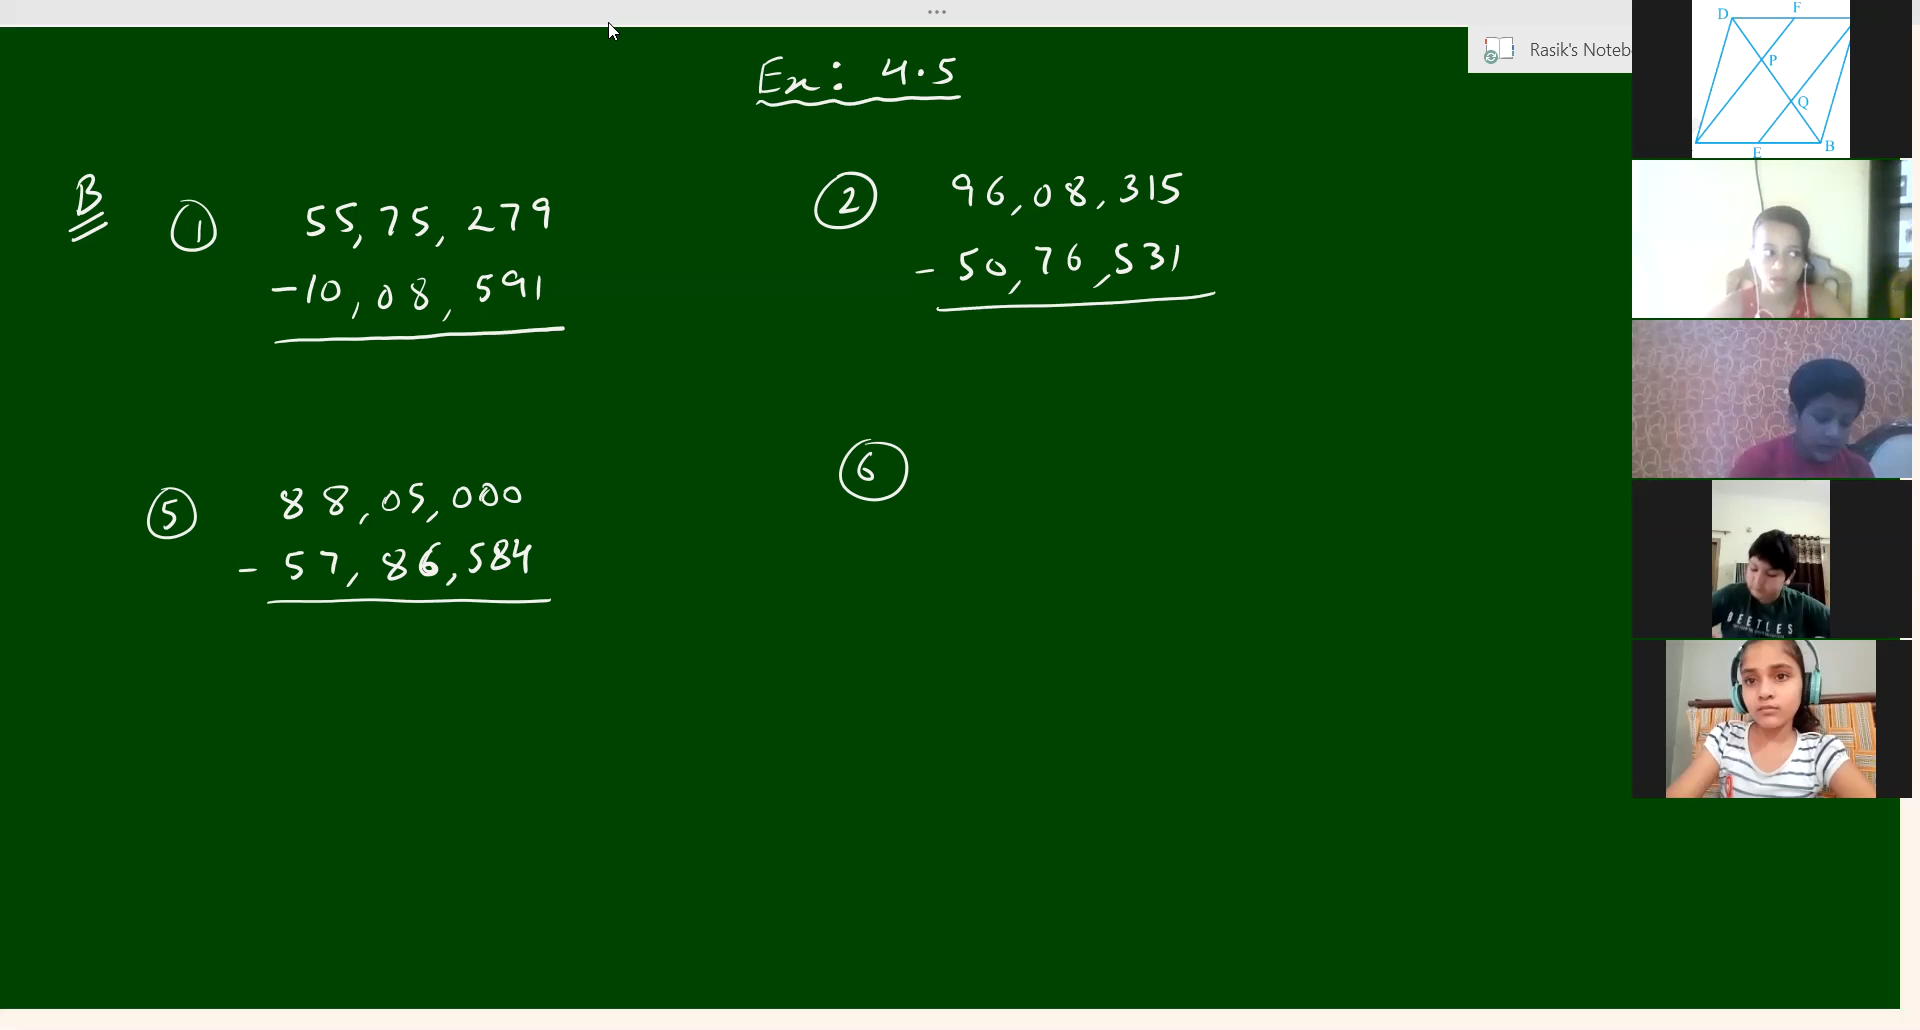 Ex: 4.5
Rasik's Noteb
B
① 55,75,279
-10,08,591
② 96,08,315
- 50,76,531
⑤ 88,05,000
- 57,86,584
⑥
D F
P
Q
E B
BEETLES